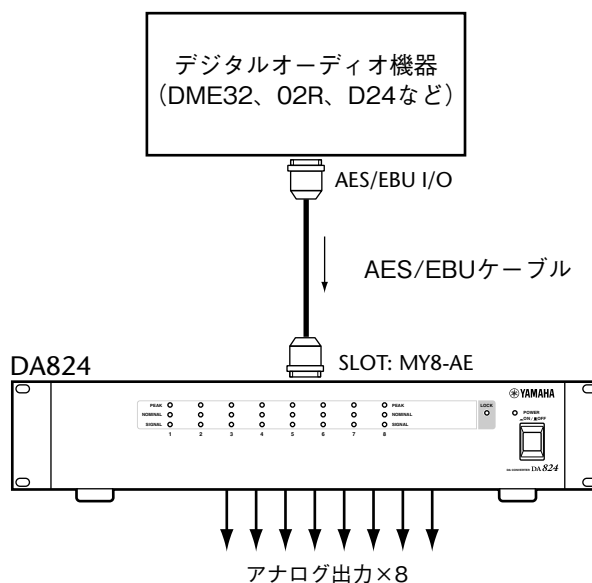 デジタルオーディオ機器
（DME32、02R、D24など）
AES/EBU I/O
AES/EBUケーブル
DA824
SLOT: MY8-AE
YAMAHA
PEAK PEAK LOCK
NOMINAL NOMINAL
SIGNAL SIGNAL
1 2 3 4 5 6 7 8
POWER
ON / OFF
DA CONVERTER DA824
アナログ出力×8